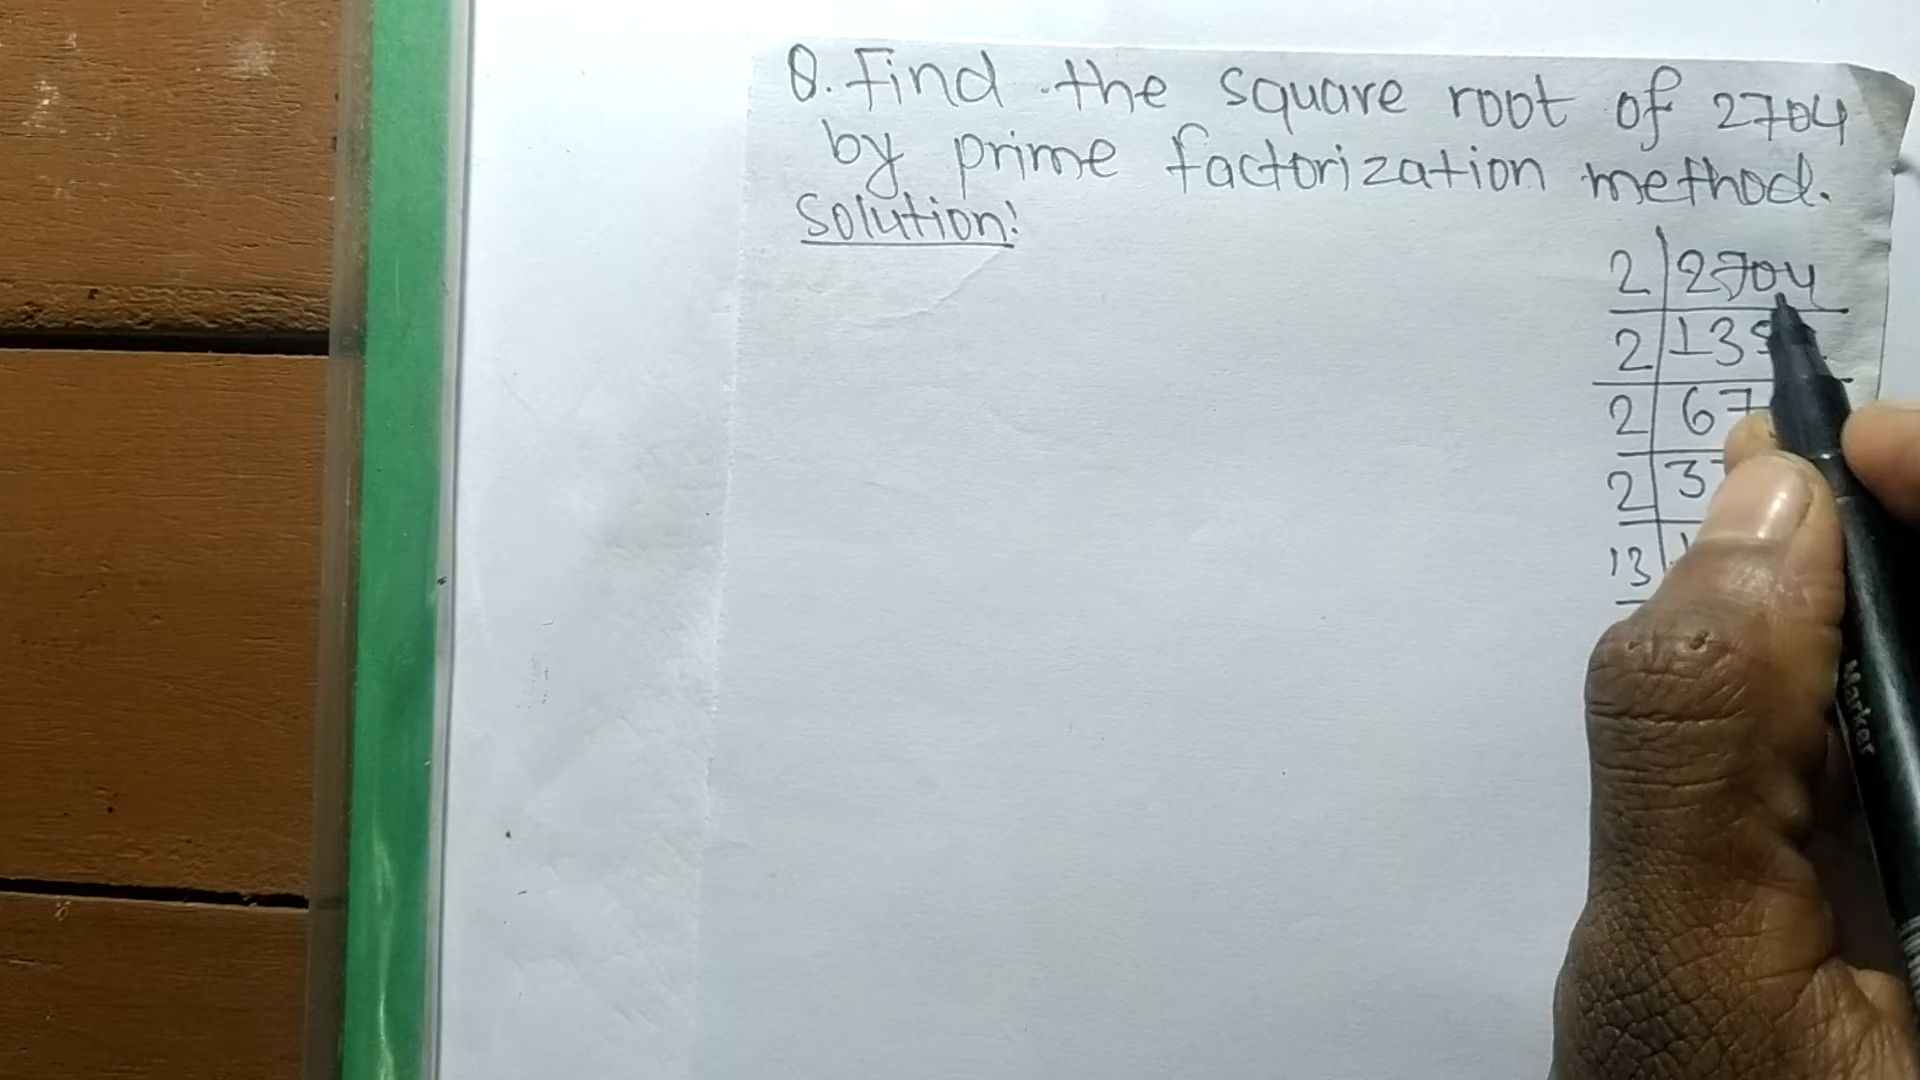 Q. Find the square root of 2704
by prime factorization method.
Solution:
2 2704
2 135
2 67
2 3
13 1
Marker